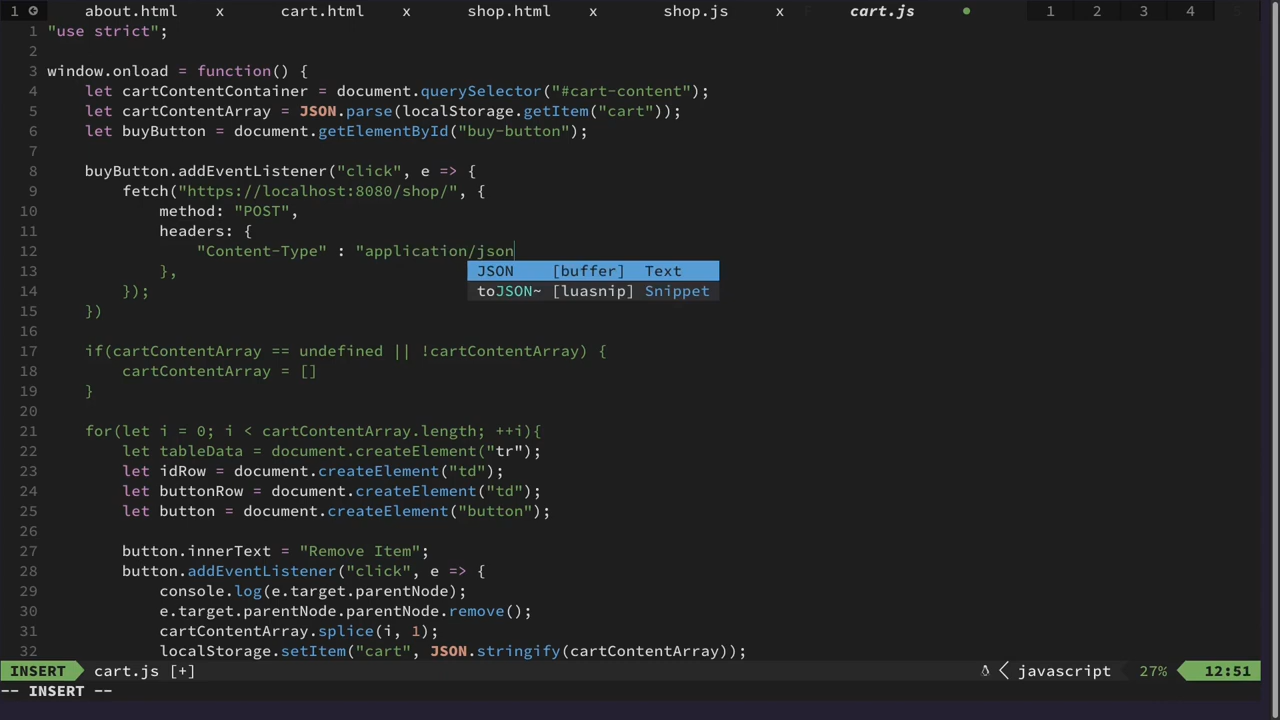 1 about.html x cart.html x shop.html x shop.js x cart.js 1 2 3 4
1 "use strict";
2
3 window.onload = function() {
4 let cartContentContainer = document.querySelector("#cart-content");
5 let cartContentArray = JSON.parse(localStorage.getItem("cart"));
6 let buyButton = document.getElementById("buy-button");
7
8 buyButton.addEventListener("click", e => {
9 fetch("https://localhost:8080/shop/", {
10 method: "POST",
11 headers: {
12 "Content-Type" : "application/json
13 },
JSON [buffer] Text
14 });
toJSON~ [luasnip] Snippet
15 })
16
17 if(cartContentArray == undefined || !cartContentArray) {
18 cartContentArray = []
19 }
20
21 for(let i = 0; i < cartContentArray.length; ++i){
22 let tableData = document.createElement("tr");
23 let idRow = document.createElement("td");
24 let buttonRow = document.createElement("td");
25 let button = document.createElement("button");
26
27 button.innerText = "Remove Item";
28 button.addEventListener("click", e => {
29 console.log(e.target.parentNode);
30 e.target.parentNode.parentNode.remove();
31 cartContentArray.splice(i, 1);
32 localStorage.setItem("cart", JSON.stringify(cartContentArray));
INSERT cart.js [+] javascript 27% 12:51
-- INSERT --